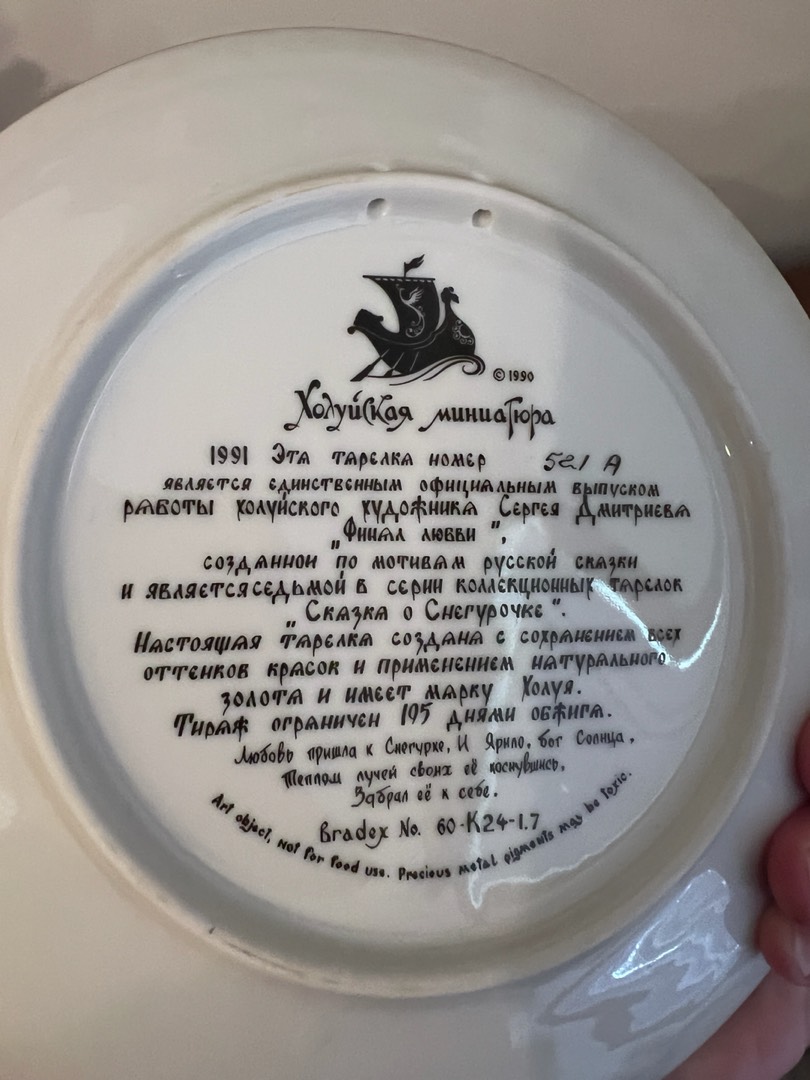 © 1990
Холуйская миниатюра
1991 Эта тарелка номер 521 A
является единственным официальным выпуском
работы холуйского художника Сергея Дмитриева
„Финал любви",
созданной по мотивам русской сказки
и является седьмой в серии коллекционных тарелок
„Сказка о Снегурочке".
Настоящая тарелка создана с сохранением всех
оттенков красок и применением натурального
золота и имеет марку Холуя.
Тираж ограничен 195 днями обжига.
Любовь пришла к Снегурке, И Ярило, бог Солнца,
Теплом лучей своих её коснувшись,
Забрал её к себе.
Bradex No. 60-K24-1.7
Art object, Not for food use. Precious metal pigments may be toxic.